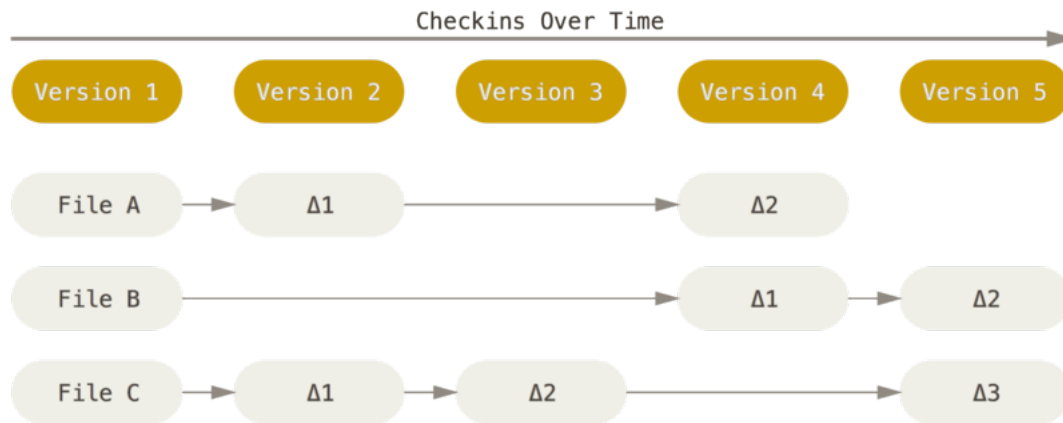 Checkins Over Time
Version 1 Version 2 Version 3 Version 4 Version 5
File A Δ1 Δ2
File B Δ1 Δ2
File C Δ1 Δ2 Δ3